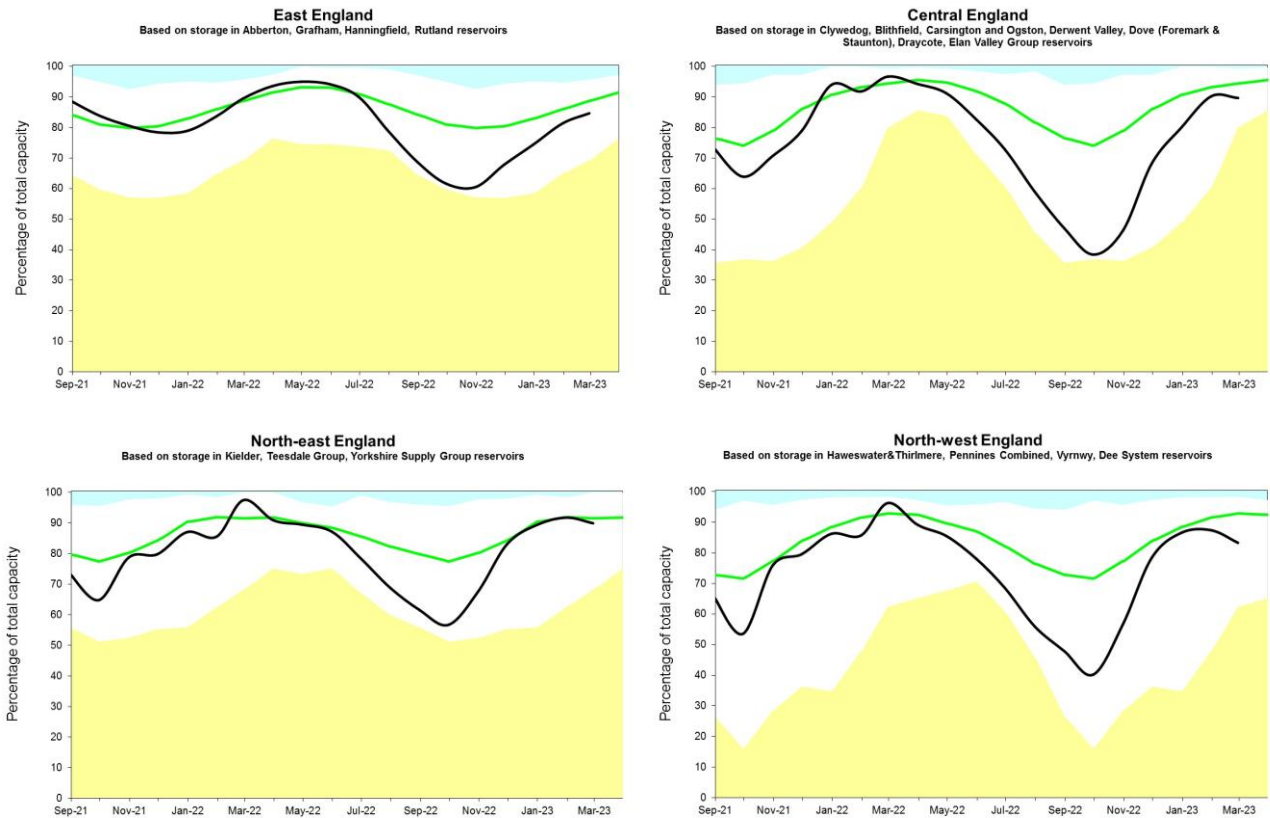 East England
Based on storage in Abberton, Grafham, Hanningfield, Rutland reservoirs
Percentage of total capacity
100
90
80
70
60
50
40
30
20
10
0
Sep-21 Nov-21 Jan-22 Mar-22 May-22 Jul-22 Sep-22 Nov-22 Jan-23 Mar-23
Central England
Based on storage in Clywedog, Blithfield, Carsington and Ogston, Derwent Valley, Dove (Foremark &
Staunton), Draycote, Elan Valley Group reservoirs
Percentage of total capacity
100
90
80
70
60
50
40
30
20
10
0
Sep-21 Nov-21 Jan-22 Mar-22 May-22 Jul-22 Sep-22 Nov-22 Jan-23 Mar-23
North-east England
Based on storage in Kielder, Teesdale Group, Yorkshire Supply Group reservoirs
Percentage of total capacity
100
90
80
70
60
50
40
30
20
10
0
Sep-21 Nov-21 Jan-22 Mar-22 May-22 Jul-22 Sep-22 Nov-22 Jan-23 Mar-23
North-west England
Based on storage in Haweswater&Thirlmere, Pennines Combined, Vyrnwy, Dee System reservoirs
Percentage of total capacity
100
90
80
70
60
50
40
30
20
10
0
Sep-21 Nov-21 Jan-22 Mar-22 May-22 Jul-22 Sep-22 Nov-22 Jan-23 Mar-23